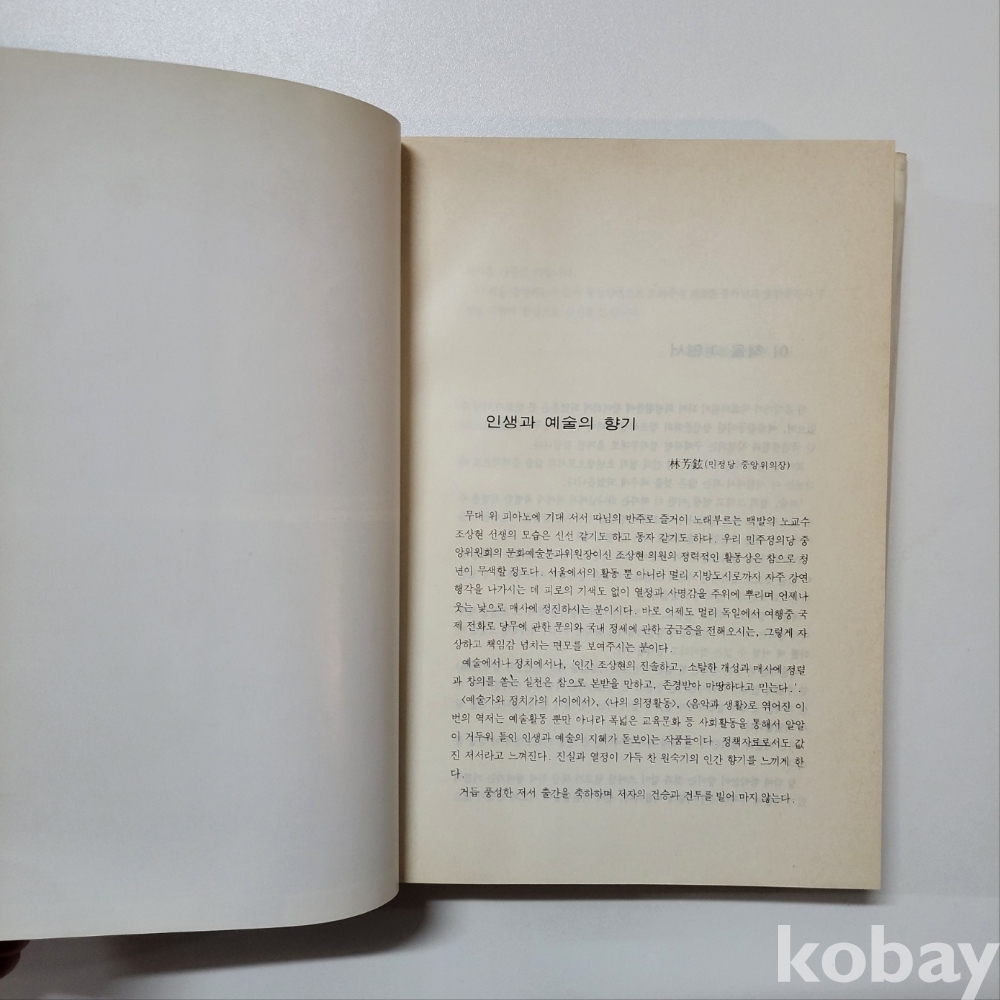 인생과 예술의 향기
林芳鉉(민정당 중앙위의장)
무대 위 피아노에 기대 서서 따님의 반주로 즐거이 노래부르는 백발의 노교수
조상현 선생의 모습은 신선 같기도 하고 동자 같기도 하다. 우리 민주정의당 중
앙위원회의 문화예술분과위원장이신 조상현 의원의 정력적인 활동상은 참으로 청
년이 무색할 정도다. 서울에서의 활동 뿐 아니라 멀리 지방도시로까지 자주 강연
행각을 나가시는 데 피로의 기색도 없이 열정과 사명감을 주위에 뿌리며 언제나
웃는 낯으로 매사에 정진하시는 분이시다. 바로 어제도 멀리 독일에서 여행중 국
제 전화로 당무에 관한 문의와 국내 정세에 관한 궁금증을 전해오시는, 그렇게 자
상하고 책임감 넘치는 면모를 보여주시는 분이다.
예술에서나 정치에서나, '인간 조상현의 진솔하고, 소탈한 개성과 매사에 정렬
과 창의를 쏟는 실천은 참으로 본받을 만하고, 존경받아 마땅하다고 믿는다.'.
〈예술가와 정치가의 사이에서〉, 〈나의 의정활동〉, 〈음악과 생활〉로 엮어진 이
번의 역저는 예술활동 뿐만 아니라 폭넓은 교육문화 등 사회활동을 통해서 알알
이 거두워 들인 인생과 예술의 지혜가 돋보이는 작품들이다. 정책자료로서도 값
진 저서라고 느껴진다. 진실과 열정이 가득 찬 원숙기의 인간 향기를 느끼게 한
다.
거듭 풍성한 저서 출간을 축하하며 저자의 건승과 건투를 빌어 마지 않는다.
kobay